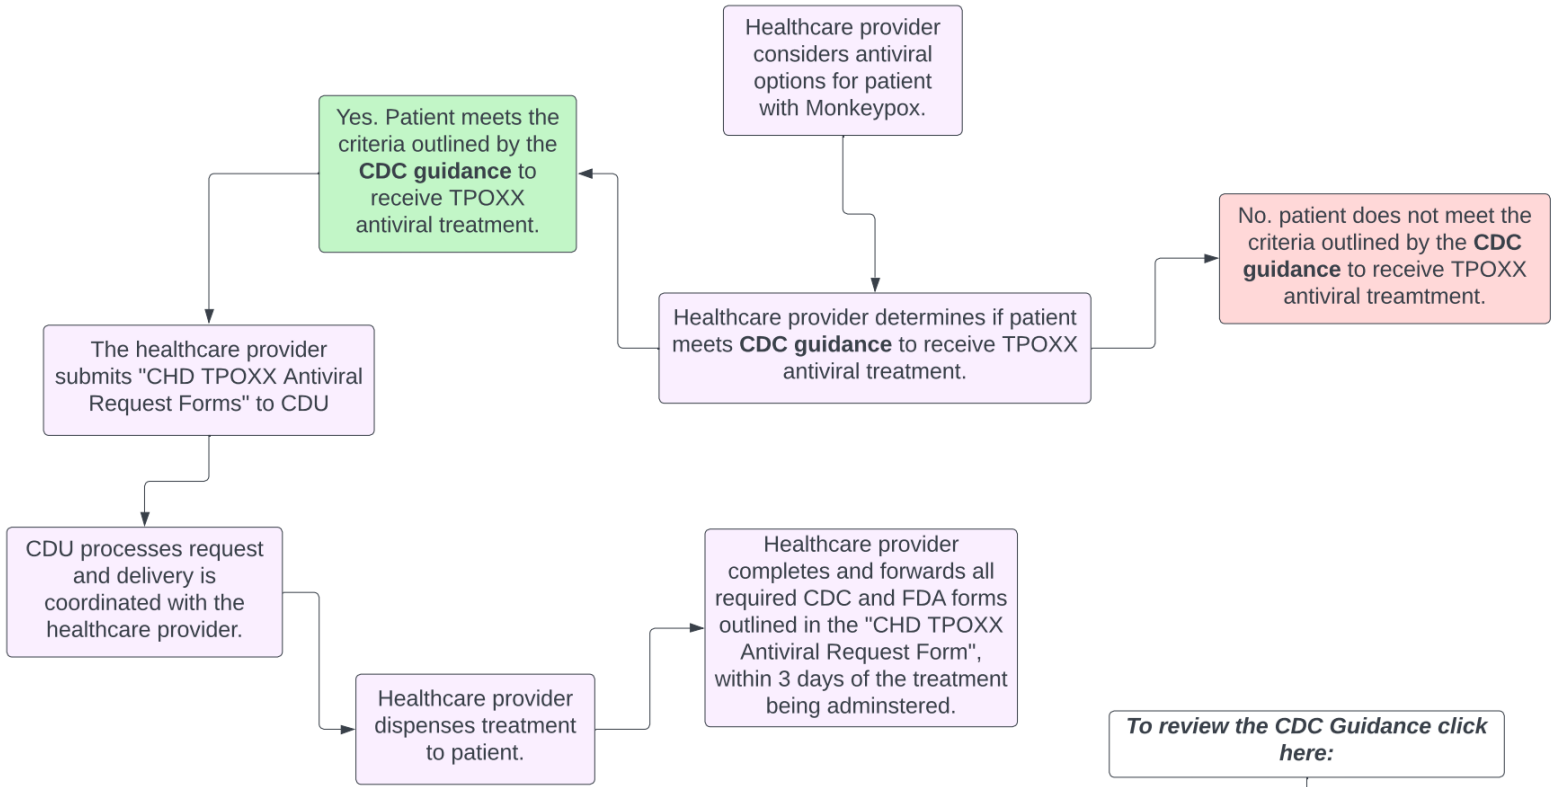 Healthcare provider
considers antiviral
options for patient
with Monkeypox.
Yes. Patient meets the
criteria outlined by the
CDC guidance to
receive TPOXX
antiviral treatment.
No. patient does not meet the
criteria outlined by the CDC
guidance to receive TPOXX
antiviral treamtment.
Healthcare provider determines if patient
meets CDC guidance to receive TPOXX
antiviral treatment.
The healthcare provider
submits "CHD TPOXX Antiviral
Request Forms" to CDU
CDU processes request
and delivery is
coordinated with the
healthcare provider.
Healthcare provider
dispenses treatment
to patient.
Healthcare provider
completes and forwards all
required CDC and FDA forms
outlined in the "CHD TPOXX
Antiviral Request Form",
within 3 days of the treatment
being adminstered.
To review the CDC Guidance click
here: